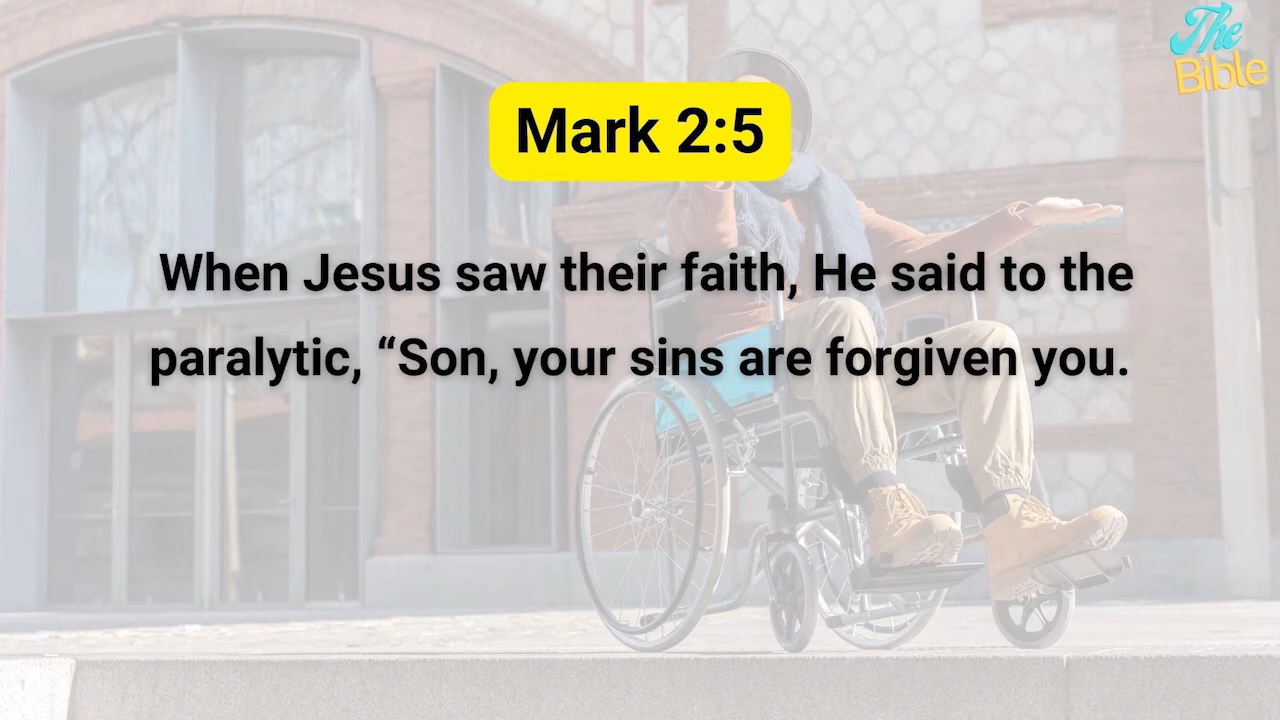 The
Bible
Mark 2:5
When Jesus saw their faith, He said to the
paralytic, “Son, your sins are forgiven you.